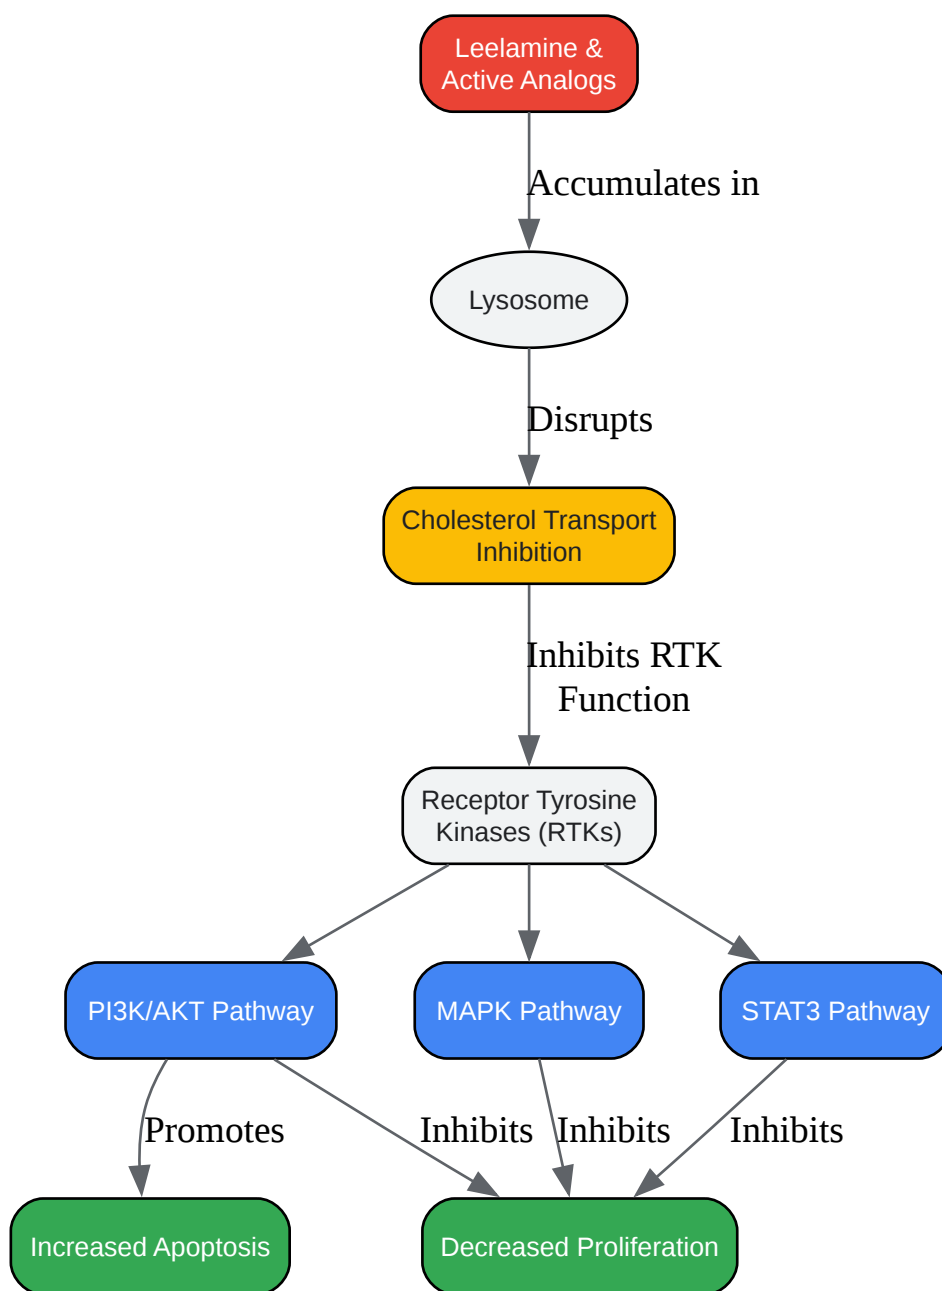 Leelamine &
Active Analogs
Accumulates in
Lysosome
Disrupts
Cholesterol Transport
Inhibition
Inhibits RTK
Function
Receptor Tyrosine
Kinases (RTKs)
PI3K/AKT Pathway
MAPK Pathway
STAT3 Pathway
Promotes
Inhibits
Inhibits
Inhibits
Increased Apoptosis
Decreased Proliferation